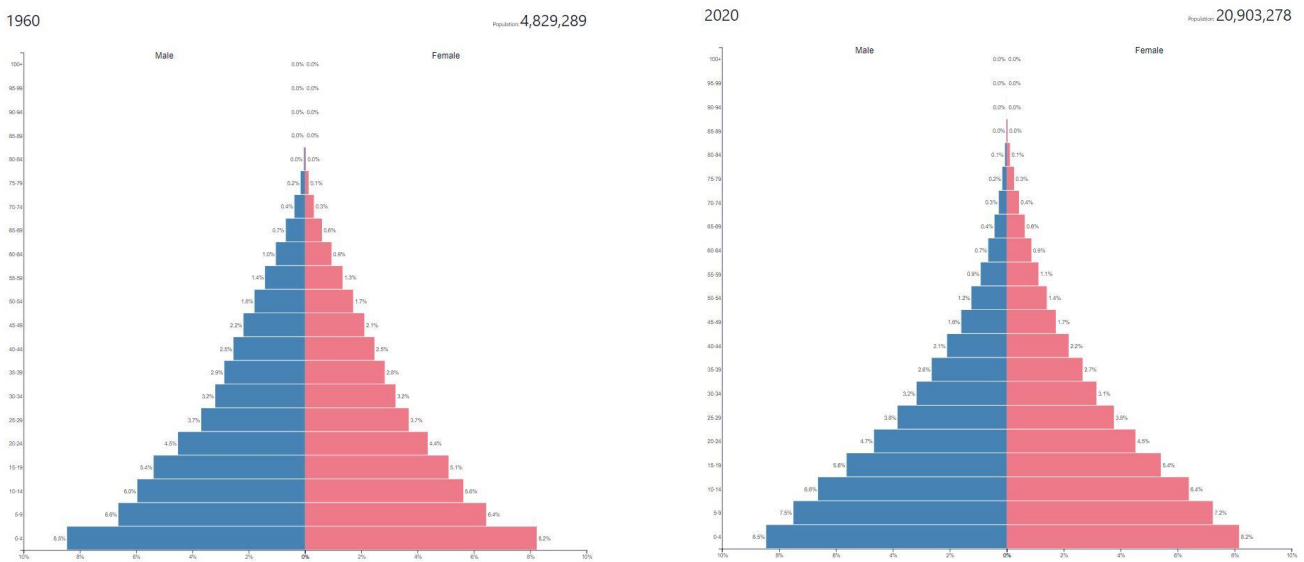 1960
Population: 4,829,289
Male Female
100+ 0.0% 0.0%
95-99 0.0% 0.0%
90-94 0.0% 0.0%
85-89 0.0% 0.0%
80-84 0.0% 0.0%
75-79 0.2% 0.1%
70-74 0.4% 0.3%
65-69 0.7% 0.6%
60-64 1.0% 0.9%
55-59 1.4% 1.3%
50-54 1.8% 1.7%
45-49 2.2% 2.1%
40-44 2.5% 2.5%
35-39 2.9% 2.8%
30-34 3.2% 3.2%
25-29 3.7% 3.7%
20-24 4.5% 4.4%
15-19 5.4% 5.1%
10-14 6.0% 5.6%
5-9 6.6% 6.4%
0-4 8.5% 8.2%
10% 8% 6% 4% 2% 0% 2% 4% 6% 8% 10%
2020
Population: 20,903,278
Male Female
100+ 0.0% 0.0%
95-99 0.0% 0.0%
90-94 0.0% 0.0%
85-89 0.0% 0.0%
80-84 0.1% 0.1%
75-79 0.2% 0.3%
70-74 0.3% 0.4%
65-69 0.4% 0.6%
60-64 0.7% 0.9%
55-59 0.9% 1.1%
50-54 1.2% 1.4%
45-49 1.6% 1.7%
40-44 2.1% 2.2%
35-39 2.6% 2.7%
30-34 3.2% 3.1%
25-29 3.8% 3.8%
20-24 4.7% 4.5%
15-19 5.6% 5.4%
10-14 6.6% 6.4%
5-9 7.5% 7.2%
0-4 8.5% 8.2%
10% 8% 6% 4% 2% 0% 2% 4% 6% 8% 10%